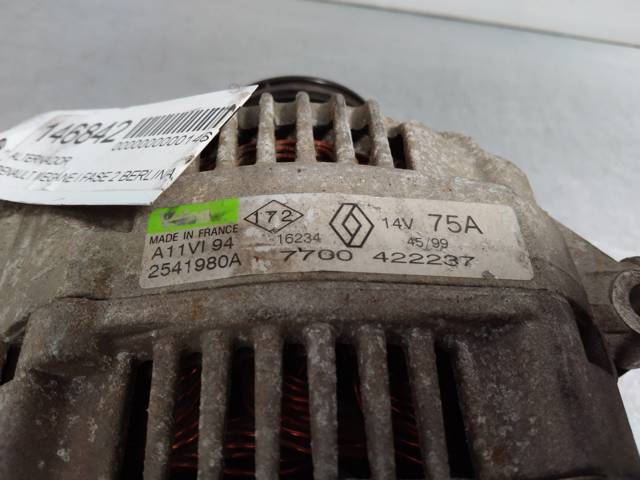 146842
000000000146
ALTERNADOR
RENAULT MEGANE I FASE 2 BERLINA
172
MADE IN FRANCE
A11VI 94
2541980A
16234
14V 75A
45/99
7700 422237